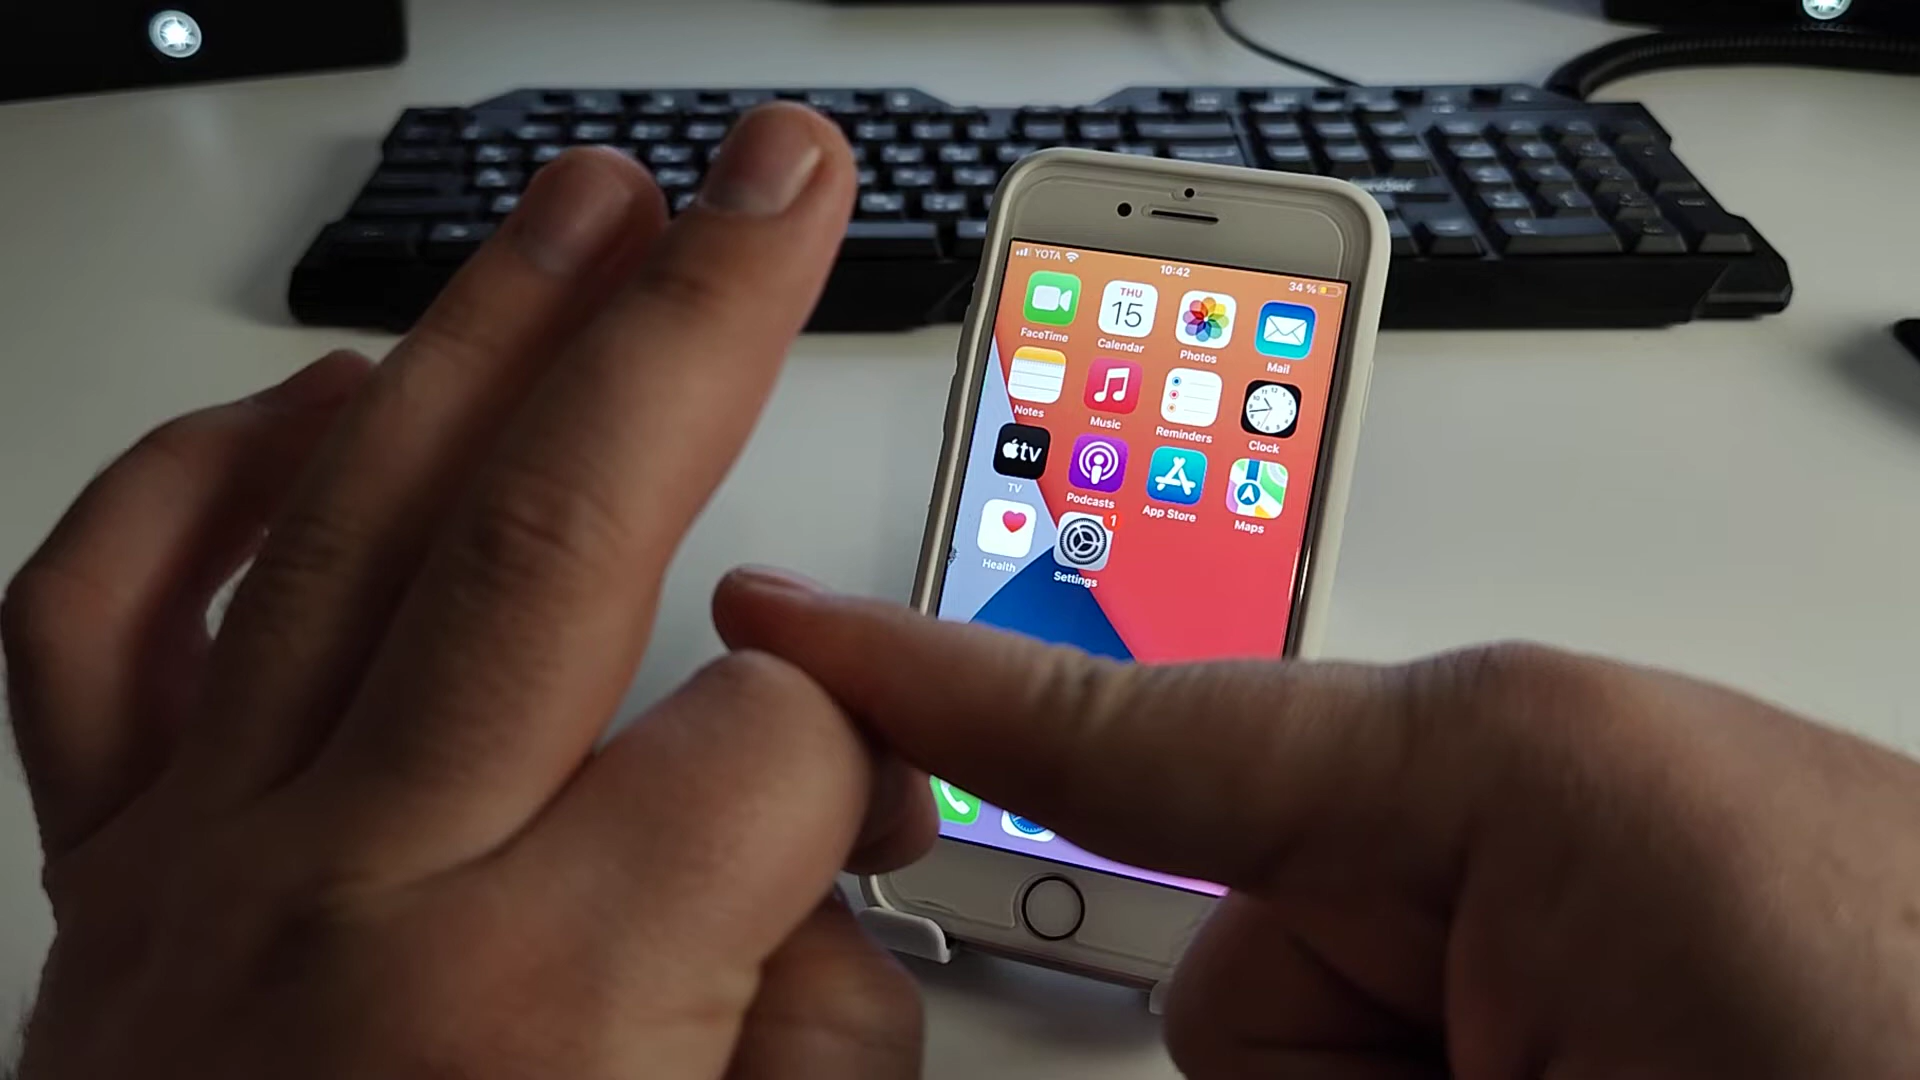 YOTA
10:42
34 %
THU
15
FaceTime
Calendar
Photos
Mail
Notes
Music
Reminders
Clock
tv
TV
Podcasts
App Store
Maps
1
Health
Settings